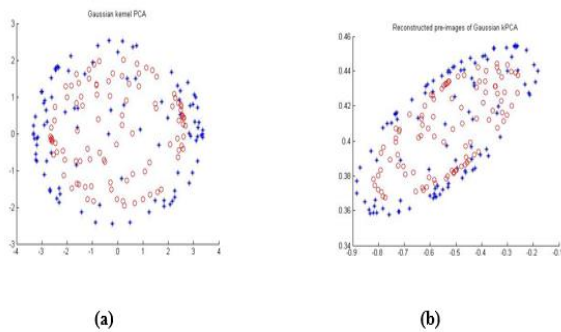 Gaussian kernel PCA
3
2
1
0
-1
-2
-3
-4 -3 -2 -1 0 1 2 3 4
(a)
Reconstructed pre-images of Gaussian kPCA
0.46
0.44
0.42
0.4
0.38
0.36
0.34
-0.9 -0.8 -0.7 -0.6 -0.5 -0.4 -0.3 -0.2 -0.1
(b)